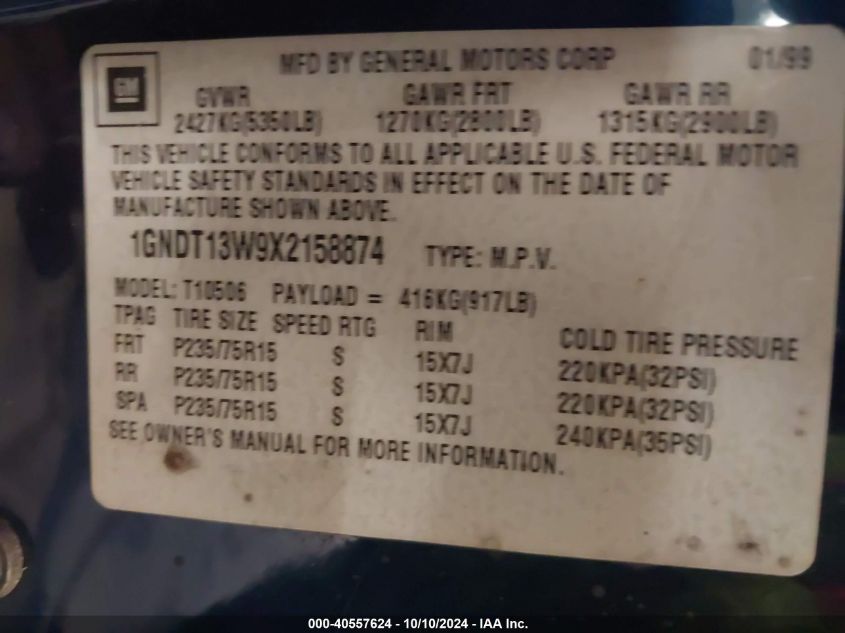 MFD BY GENERAL MOTORS CORP 01/99
GM
GVWR GAWR FRT GAWR RR
2427KG(5350LB) 1270KG(2800LB) 1315KG(2900LB)
THIS VEHICLE CONFORMS TO ALL APPLICABLE U.S. FEDERAL MOTOR
VEHICLE SAFETY STANDARDS IN EFFECT ON THE DATE OF
MANUFACTURE SHOWN ABOVE.
1GNDT13W9X2158874 TYPE: M.P.V.
MODEL: T10506 PAYLOAD = 416KG(917LB)
TPAG TIRE SIZE SPEED RTG RIM COLD TIRE PRESSURE
FRT P235/75R15 S 15X7J 220KPA(32PSI)
RR P235/75R15 S 15X7J 220KPA(32PSI)
SPA P235/75R15 S 15X7J 240KPA(35PSI)
SEE OWNER'S MANUAL FOR MORE INFORMATION.
000-40557624 - 10/10/2024 - IAA Inc.